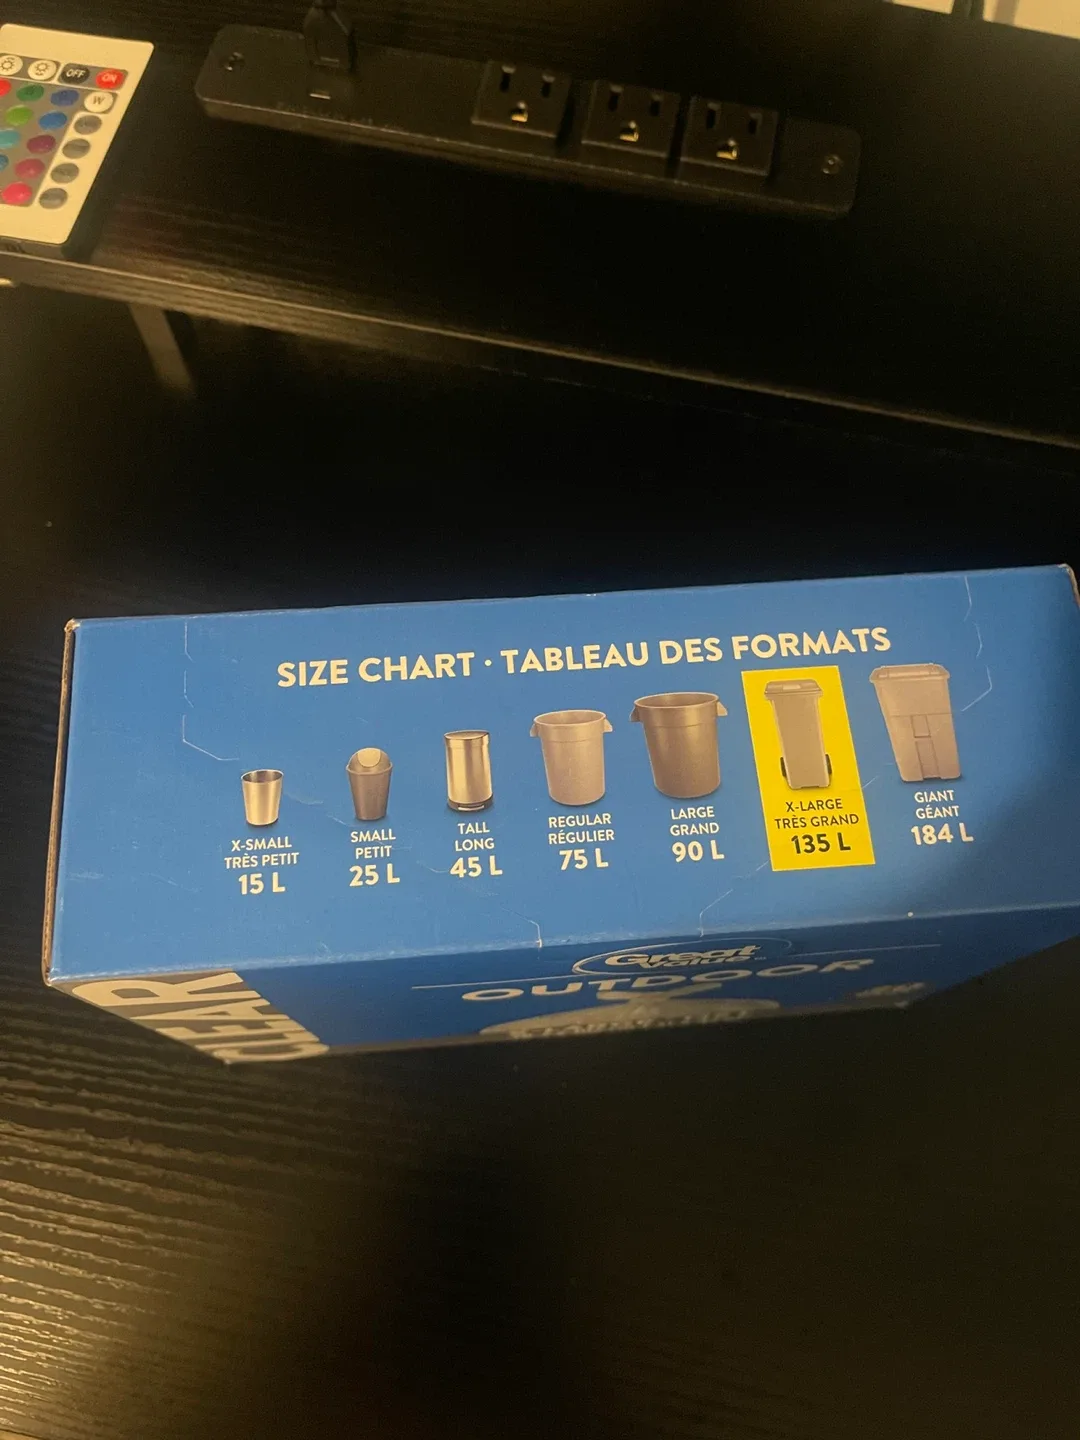 OFF ON
W
SIZE CHART · TABLEAU DES FORMATS
X-SMALL
TRÈS PETIT
15 L
SMALL
PETIT
25 L
TALL
LONG
45 L
REGULAR
RÉGULIER
75 L
LARGE
GRAND
90 L
X-LARGE
TRÈS GRAND
135 L
GIANT
GÉANT
184 L
Great
Value
OUTDOOR
CLEAR